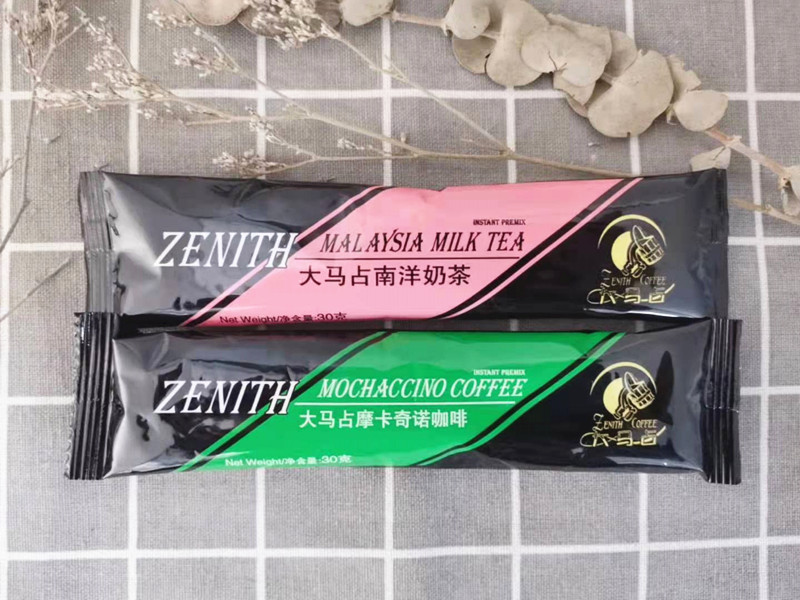 ZENITH
INSTANT PREMIX
MALAYSIA MILK TEA
大马占南洋奶茶
Net Weight/净含量:30克
ZENITH COFFEE
大马占
ZENITH
INSTANT PREMIX
MOCHACCINO COFFEE
大马占摩卡奇诺咖啡
Net Weight/净含量:30克
ZENITH COFFEE
大马占